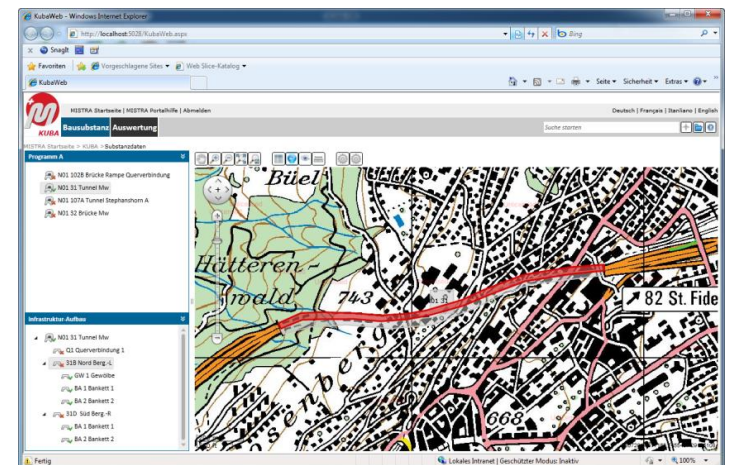 KubaWeb - Windows Internet Explorer
http://localhost:5028/KubaWeb.aspx
Bing
x SnagIt
Favoriten Vorgeschlagene Sites Web Slice-Katalog
KubaWeb
Seite Sicherheit Extras
MISTRA Startseite | MISTRA Portalhilfe | Abmelden
Deutsch | Français | Itanliano | English
KUBA Bausubstanz Auswertung
Suche starten
MISTRA Startseite > KUBA > Substanzdaten
Programm A
N01 102B Brücke Rampe Querverbindung
N01 31 Tunnel Mw
N01 107A Tunnel Stephanshorn A
N01 32 Brücke Mw
Büel
Hätteren-
wald
743
82 St. Fide
senberg
668
Infrastruktur-Aufbau
N01 31 Tunnel Mw
Q1 Querverbindung 1
31B Nord Berg.-L
GW 1 Gewölbe
BA 1 Bankett 1
BA 2 Bankett 2
31D Süd Berg.-R
BA 1 Bankett 1
BA 2 Bankett 2
Fertig
Lokales Intranet | Geschützter Modus: Inaktiv
100%